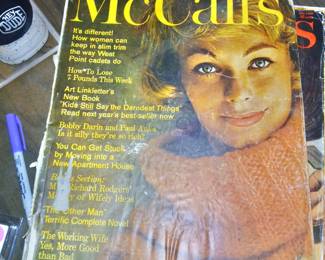 McCall's
It's different!
How women can
keep in slim trim
the way West
Point cadets do
How To Lose
7 Pounds This Week
Art Linkletter's
New Book
"Kids Still Say the Darndest Things"
Read next year's best-seller now
Bobby Darin and Paul Anka
Is it silly they're so rich?
You Can Get Stuck
by Moving into a
New Apartment House
Section:
Richard Rodgers'
of Wifely Ideas
"The Other Man"
Terrific Complete Novel
The Working Wife
Yes, More Good
than Bad
S